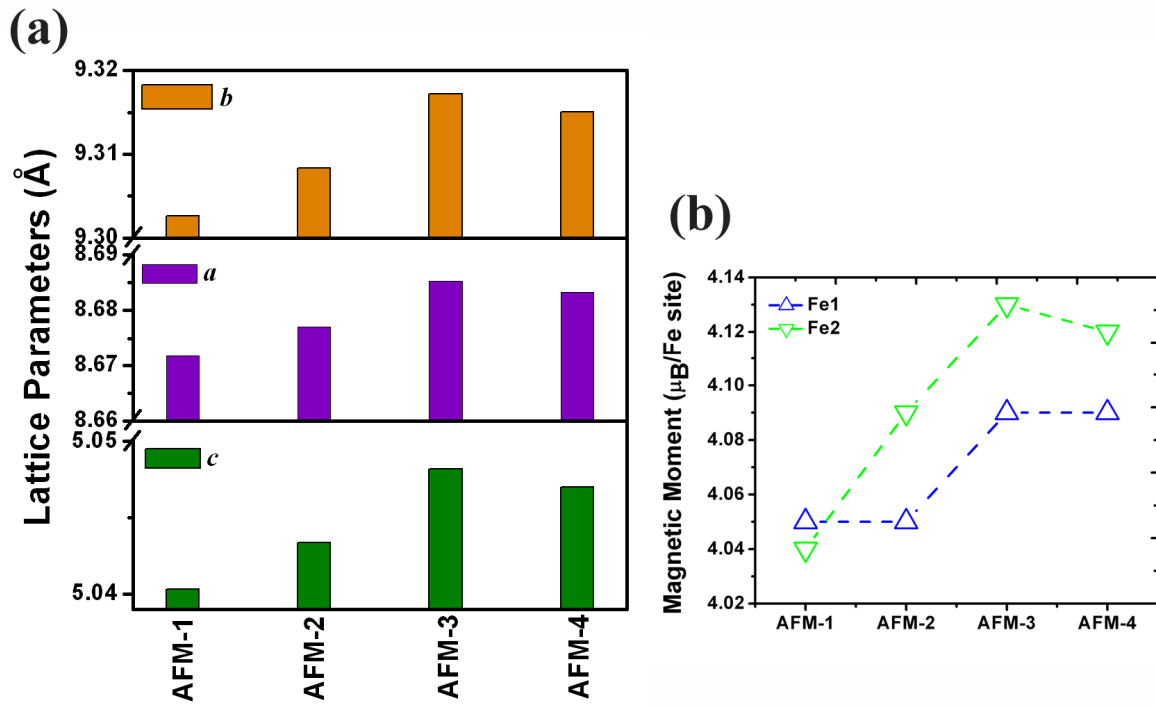 (a)
Lattice Parameters (Å)
9.32
9.31
9.30
b
8.69
8.68
8.67
8.66
a
5.05
5.04
c
AFM-1
AFM-2
AFM-3
AFM-4
(b)
Magnetic Moment (μB/Fe site)
4.14
4.12
4.10
4.08
4.06
4.04
4.02
Fe1
Fe2
AFM-1 AFM-2 AFM-3 AFM-4